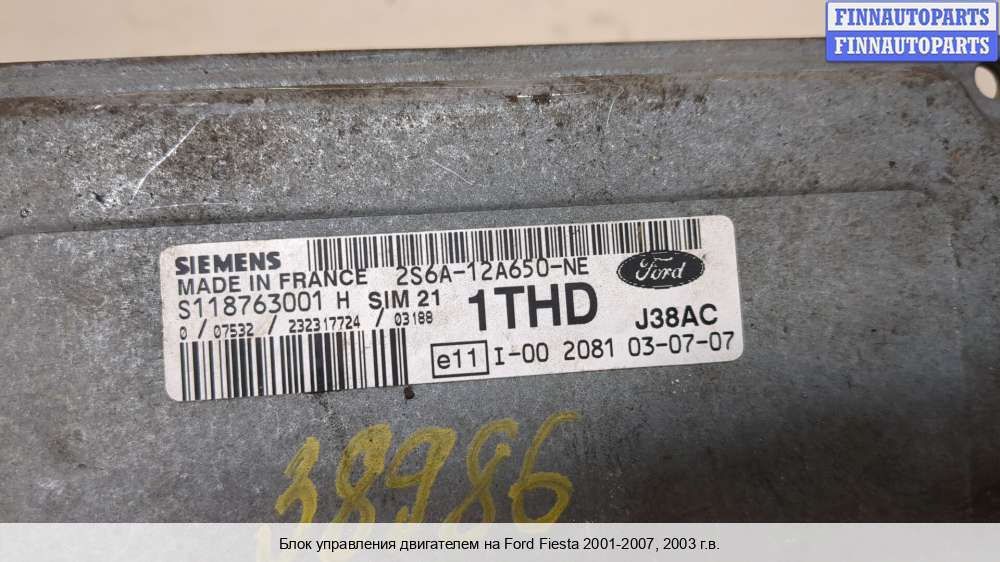 FINNAUTOPARTS
FINNAUTOPARTS
SIEMENS
MADE IN FRANCE 2S6A-12A650-NE Ford
S118763001 H SIM 21 1THD J38AC
0 / 07532 / 232317724 / 03188
e11 I-00 2081 03-07-07
38986
Блок управления двигателем на Ford Fiesta 2001-2007, 2003 г.в.